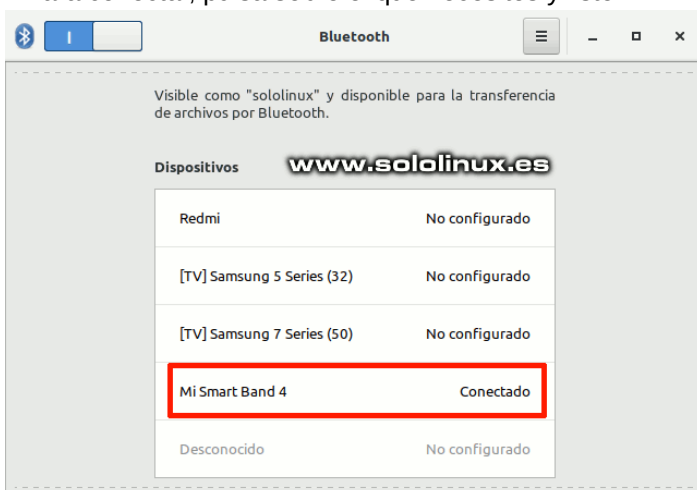 Bluetooth
Visible como "sololinux" y disponible para la transferencia
de archivos por Bluetooth.
Dispositivos
www.sololinux.es
Redmi No configurado
[TV] Samsung 5 Series (32) No configurado
[TV] Samsung 7 Series (50) No configurado
Mi Smart Band 4 Conectado
Desconocido No configurado